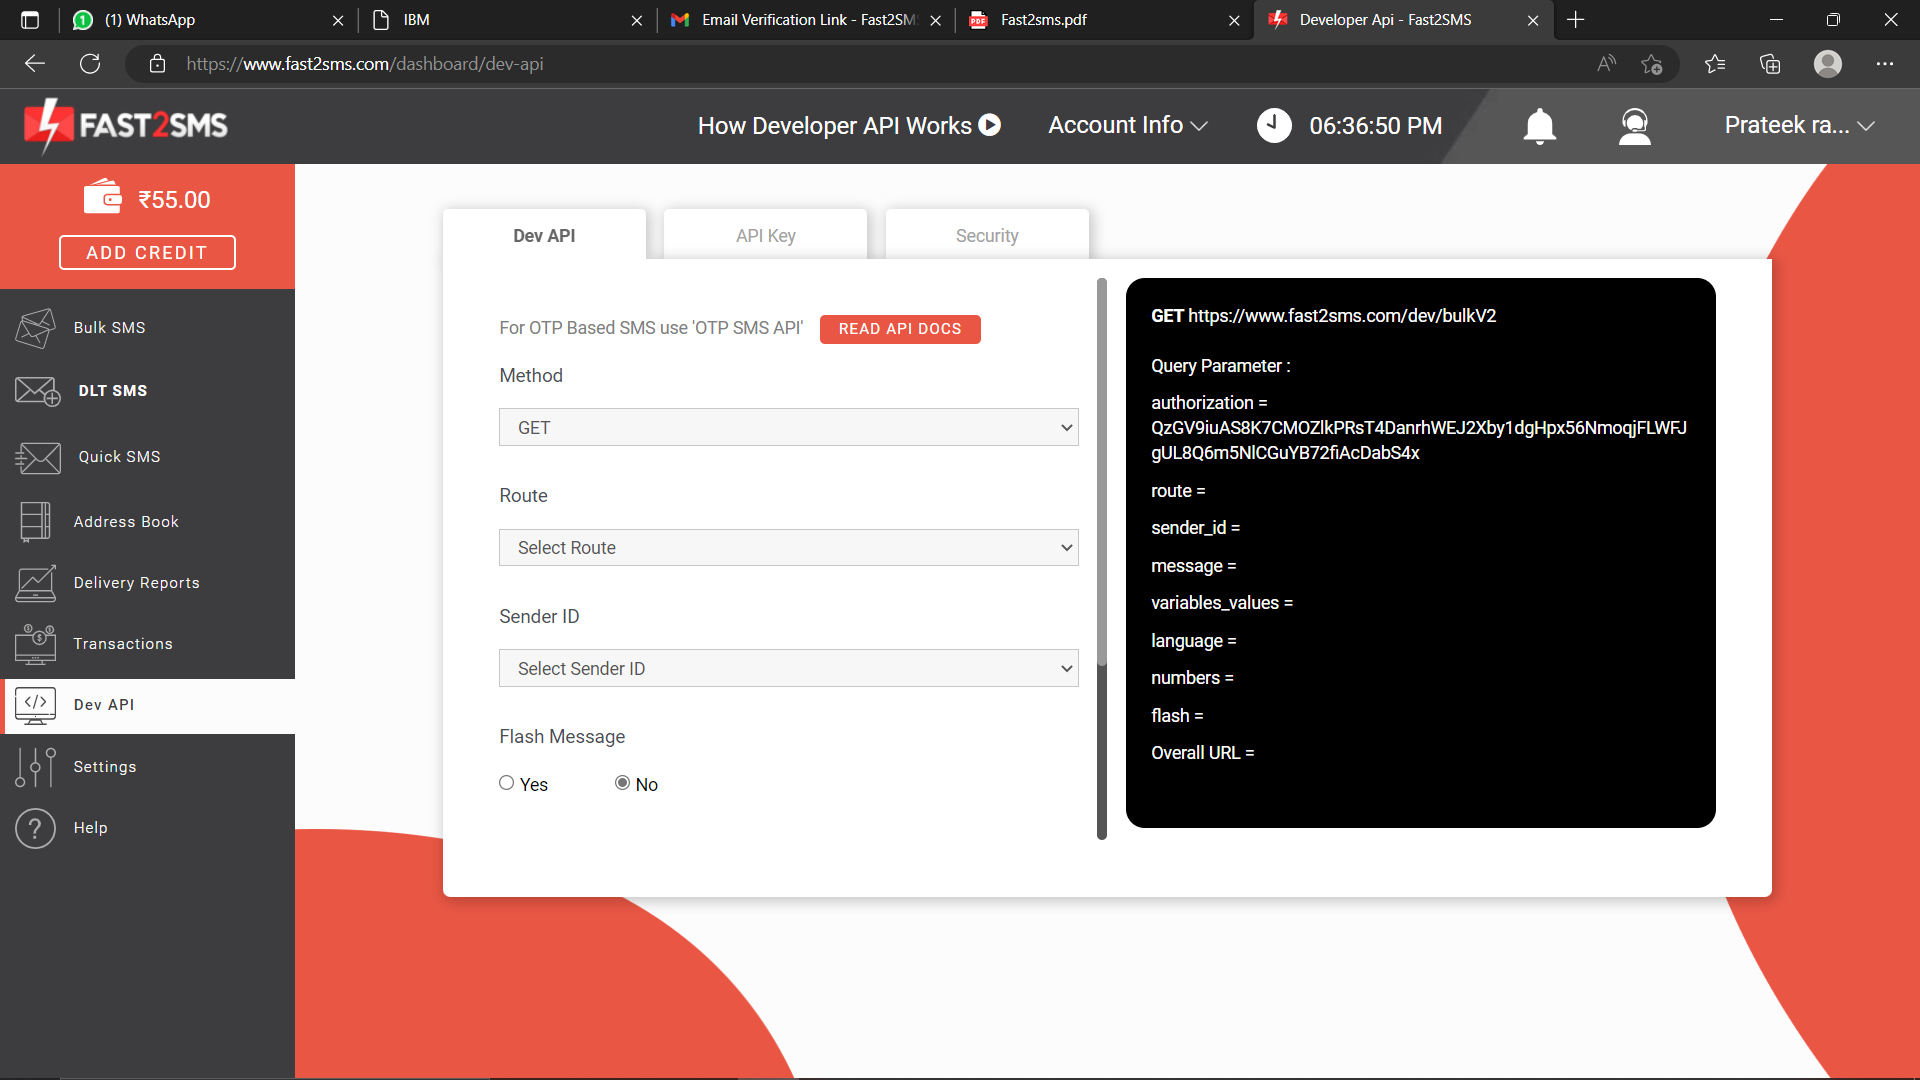 (1) WhatsApp
IBM
Email Verification Link - Fast2SM
Fast2sms.pdf
Developer Api - Fast2SMS
https://www.fast2sms.com/dashboard/dev-api
FAST2SMS
How Developer API Works
Account Info
06:36:50 PM
Prateek ra...
₹55.00
ADD CREDIT
Bulk SMS
DLT SMS
Quick SMS
Address Book
Delivery Reports
Transactions
Dev API
Settings
Help
Dev API
API Key
Security
For OTP Based SMS use 'OTP SMS API'
READ API DOCS
Method
GET
Route
Select Route
Sender ID
Select Sender ID
Flash Message
Yes
No
GET https://www.fast2sms.com/dev/bulkV2
Query Parameter :
authorization =
QzGV9iuAS8K7CMOZlkPRsT4DanrhWEJ2Xby1dgHpx56NmoqjFLWFJ
gUL8Q6m5NlCGuYB72fiAcDabS4x
route =
sender_id =
message =
variables_values =
language =
numbers =
flash =
Overall URL =